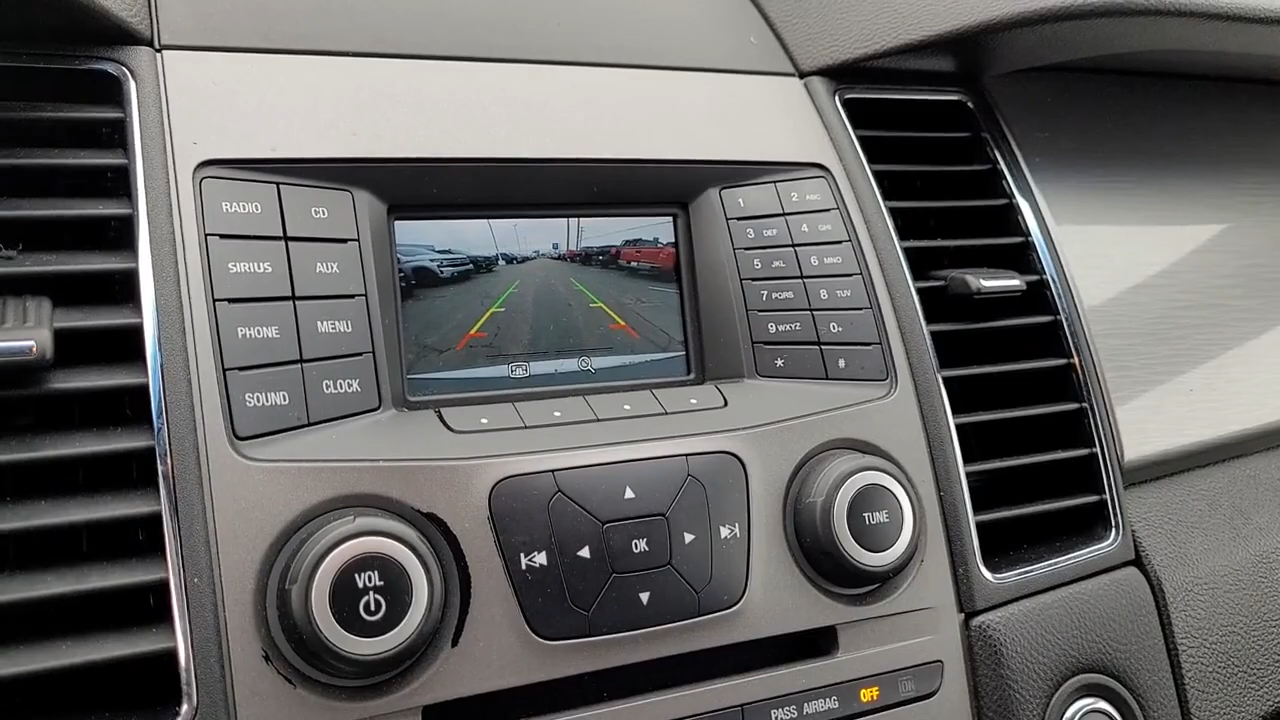 RADIO
CD
SIRIUS
AUX
PHONE
MENU
SOUND
CLOCK
1
2 ABC
3 DEF
4 GHI
5 JKL
6 MNO
7 PQRS
8 TUV
9 WXYZ
0+
*
#
VOL
OK
TUNE
PASS AIRBAG OFF ON